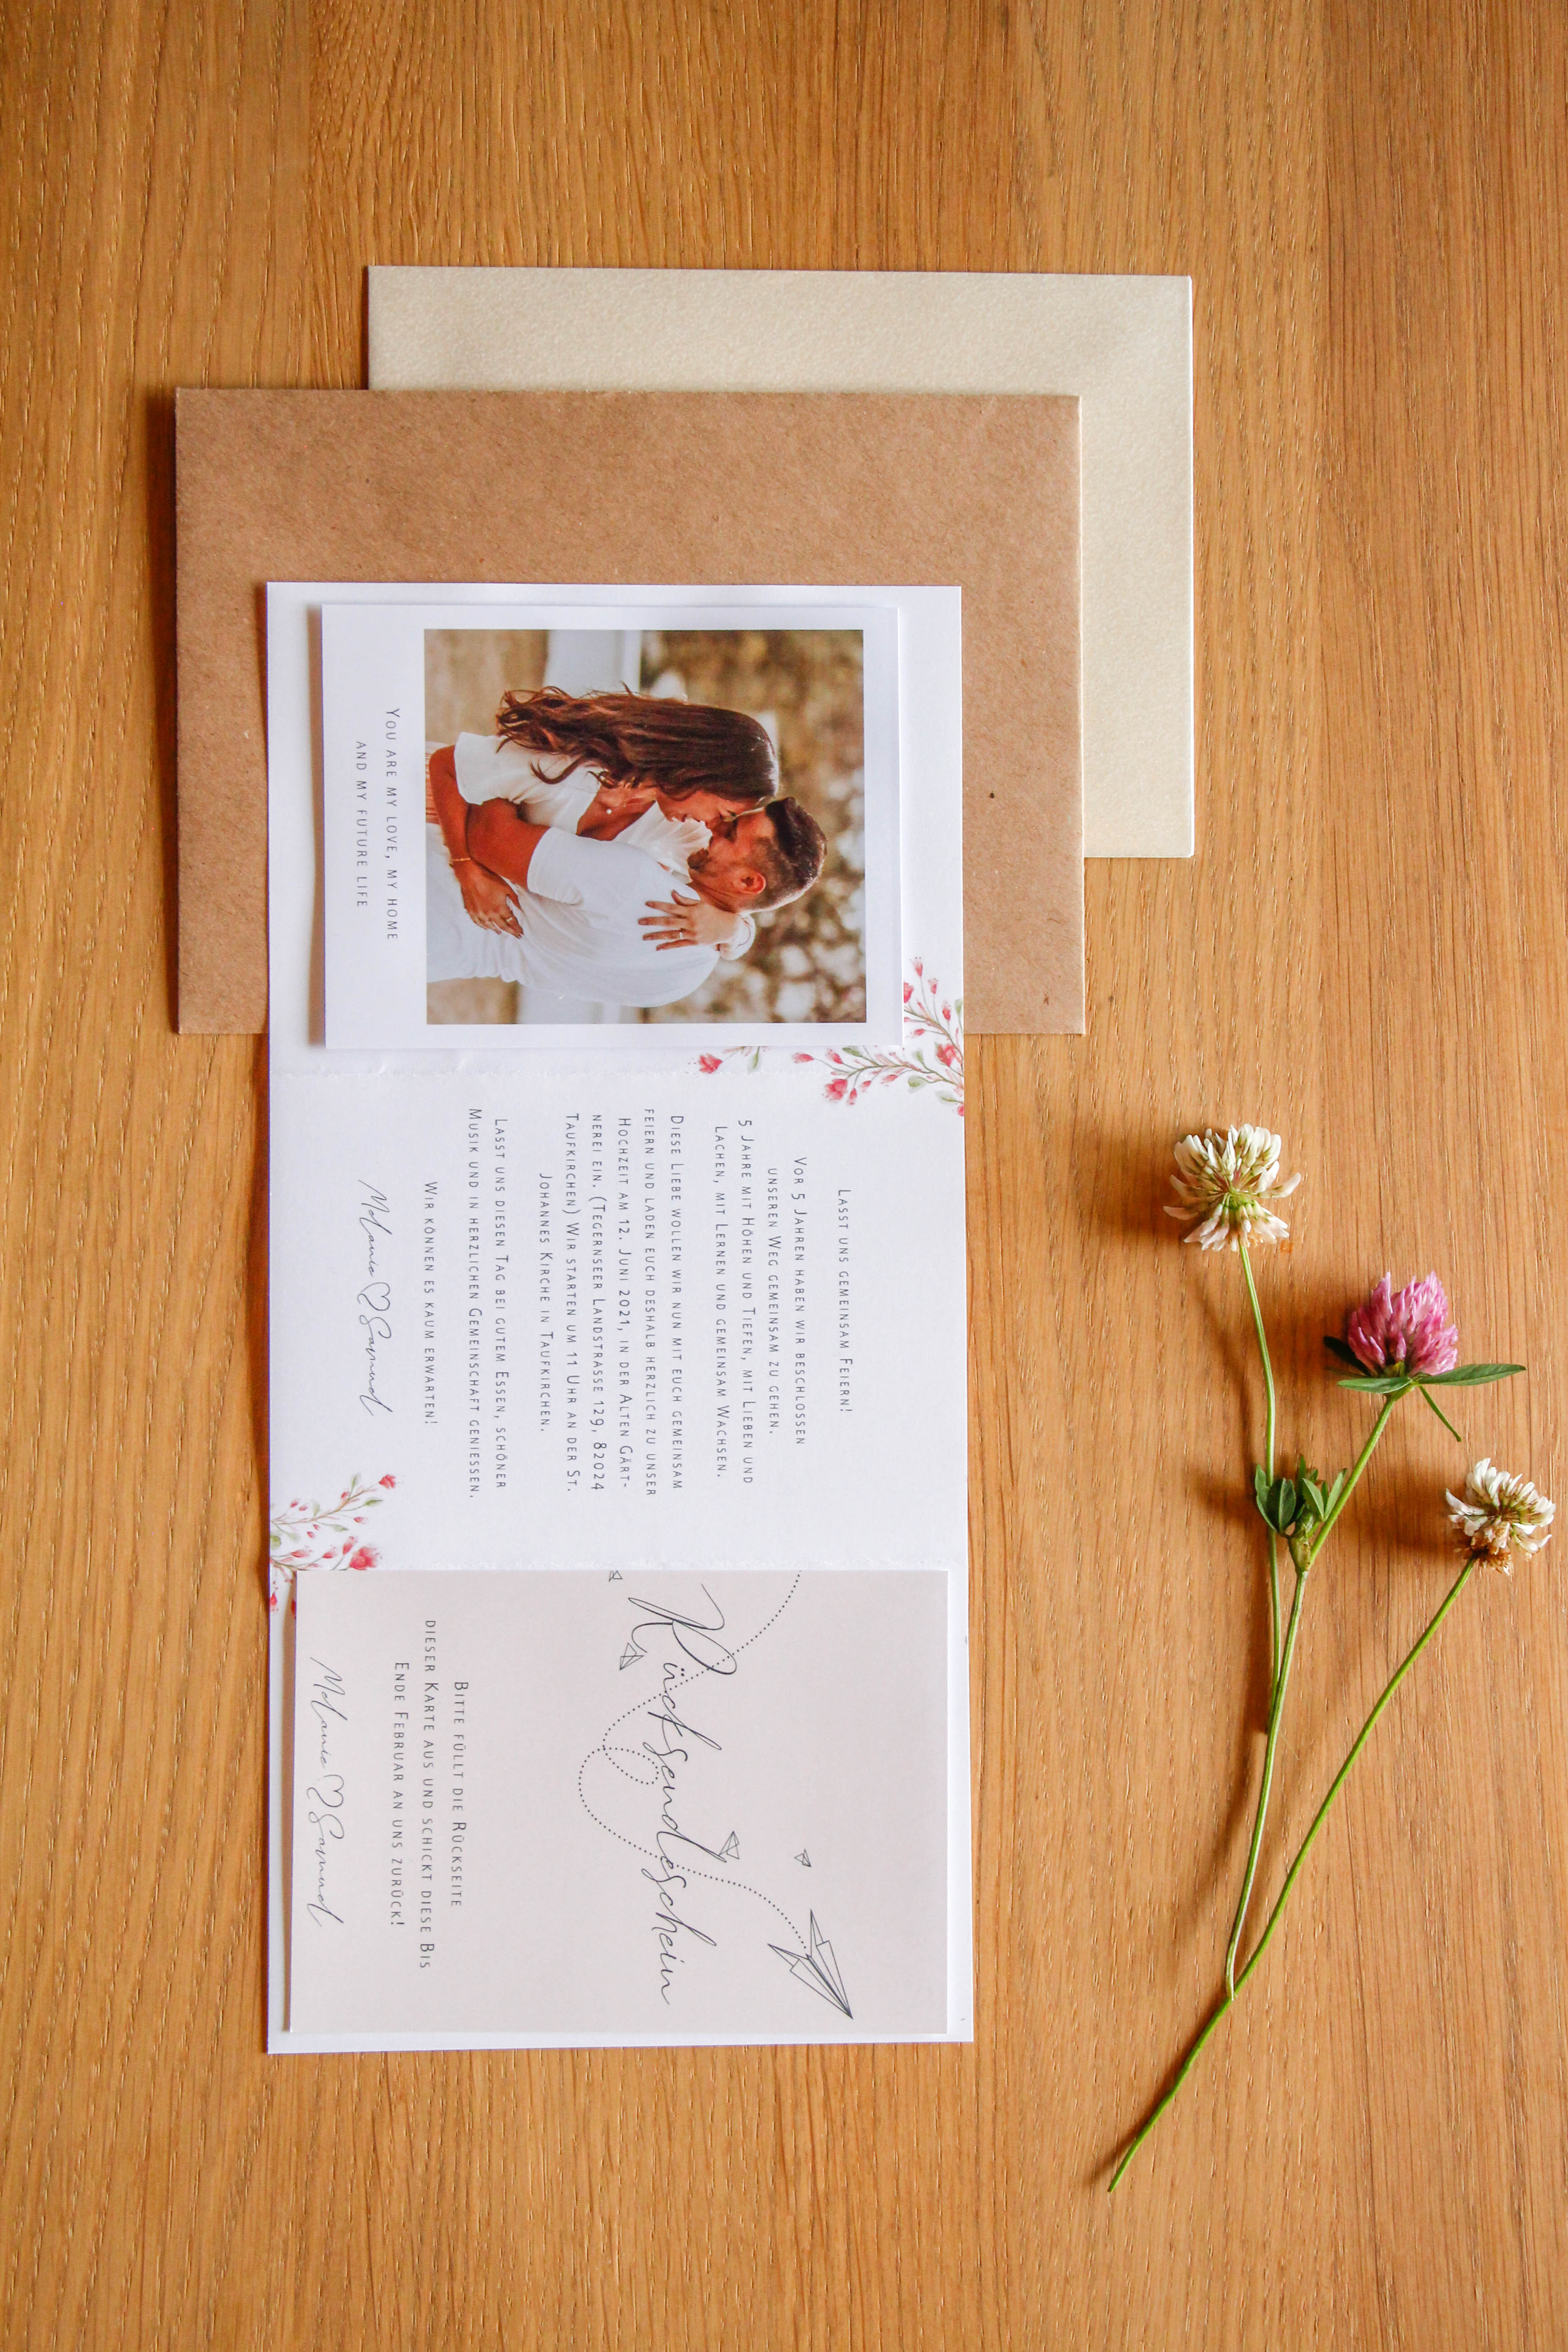 You are my love, my home
and my future life
Lasst uns gemeinsam Feiern!
Vor 5 Jahren haben wir beschlossen
unseren Weg gemeinsam zu gehen.
5 Jahre mit Höhen und Tiefen, mit Lieben und
Lachen, mit Lernen und gemeinsam Wachsen.
Diese Liebe wollen wir nun mit euch gemeinsam
feiern und laden euch deshalb herzlich zu unser
Hochzeit am 12. Juni 2021, in der Alten Gärt-
nerei ein. (Tegernseer Landstrasse 129, 82024
Taufkirchen) Wir starten um 11 Uhr an der St.
Johannes Kirche in Taufkirchen.
Lasst uns diesen Tag bei gutem Essen, schöner
Musik und in herzlichen Gemeinschaft geniessen.
Wir können es kaum erwarten!
Melanie ♡ Samuel
Rücksendeschein
Bitte füllt die Rückseite
dieser Karte aus und schickt diese Bis
Ende Februar an uns zurück!
Melanie ♡ Samuel